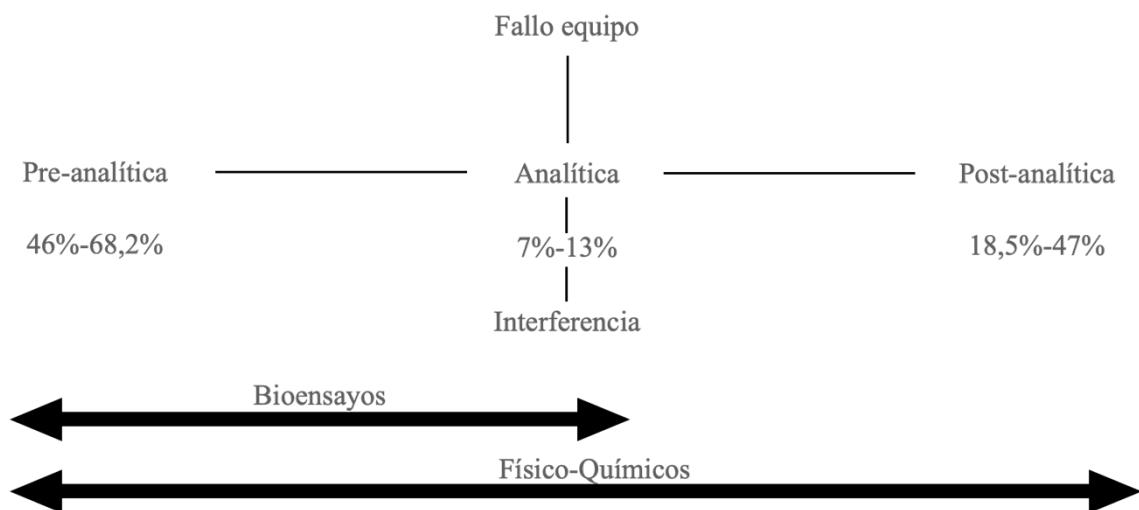 Fallo equipo
Pre-analítica Analítica Post-analítica
46%-68,2% 7%-13% 18,5%-47%
Interferencia
Bioensayos
Físico-Químicos